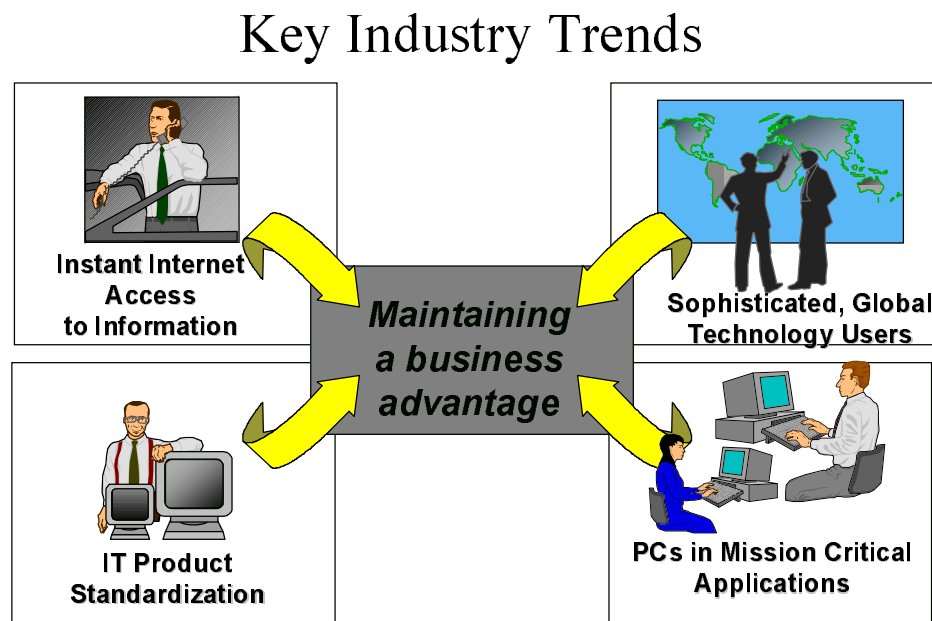 Key Industry Trends
Instant Internet
Access
to Information
Sophisticated, Global
Technology Users
Maintaining
a business
advantage
IT Product
Standardization
PCs in Mission Critical
Applications